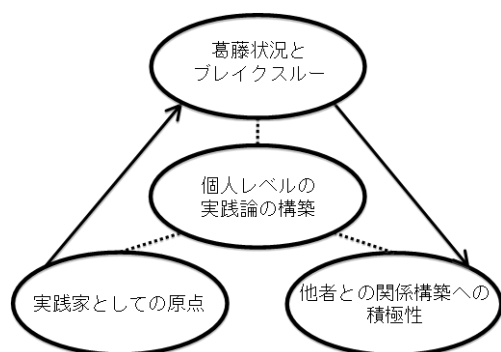 葛藤状況と
ブレイクスルー
個人レベルの
実践論の構築
実践家としての原点
他者との関係構築への
積極性